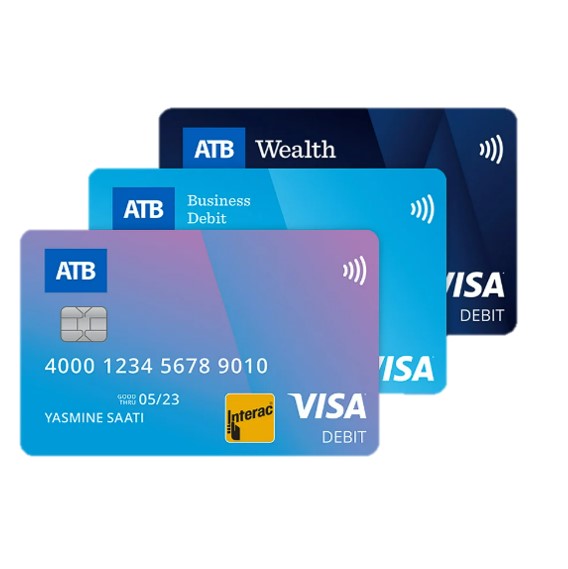 ATB Wealth
ATB Business
Debit
VISA
DEBIT
ATB
VISA
4000 1234 5678 9010
GOOD
THRU 05/23
YASMINE SAATI
Interac
VISA
DEBIT